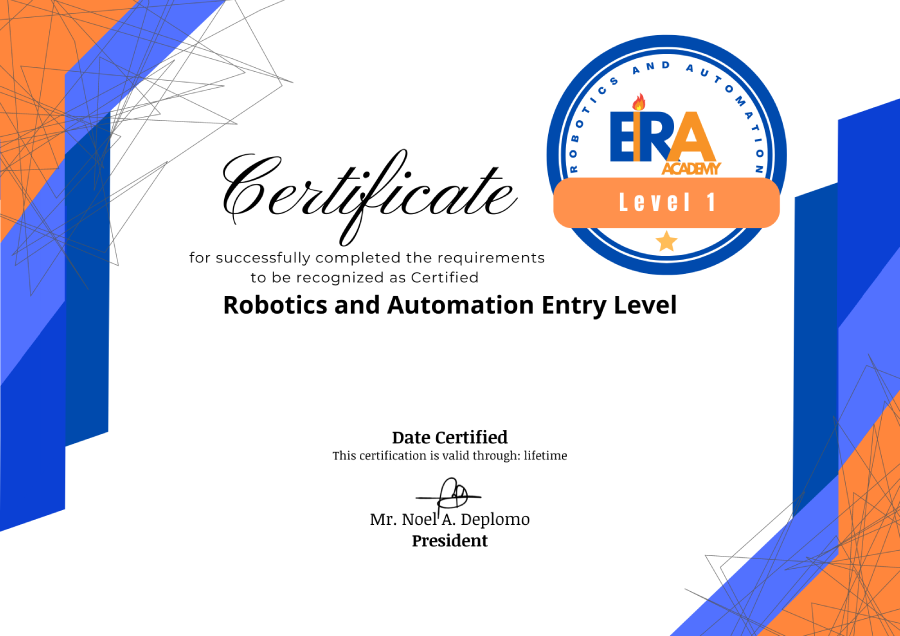 ROBOTICS AND AUTOMATION
ERA
ACADEMY
Level 1
Certificate
for successfully completed the requirements
to be recognized as Certified
Robotics and Automation Entry Level
Date Certified
This certification is valid through: lifetime
Mr. Noel A. Deplomo
President